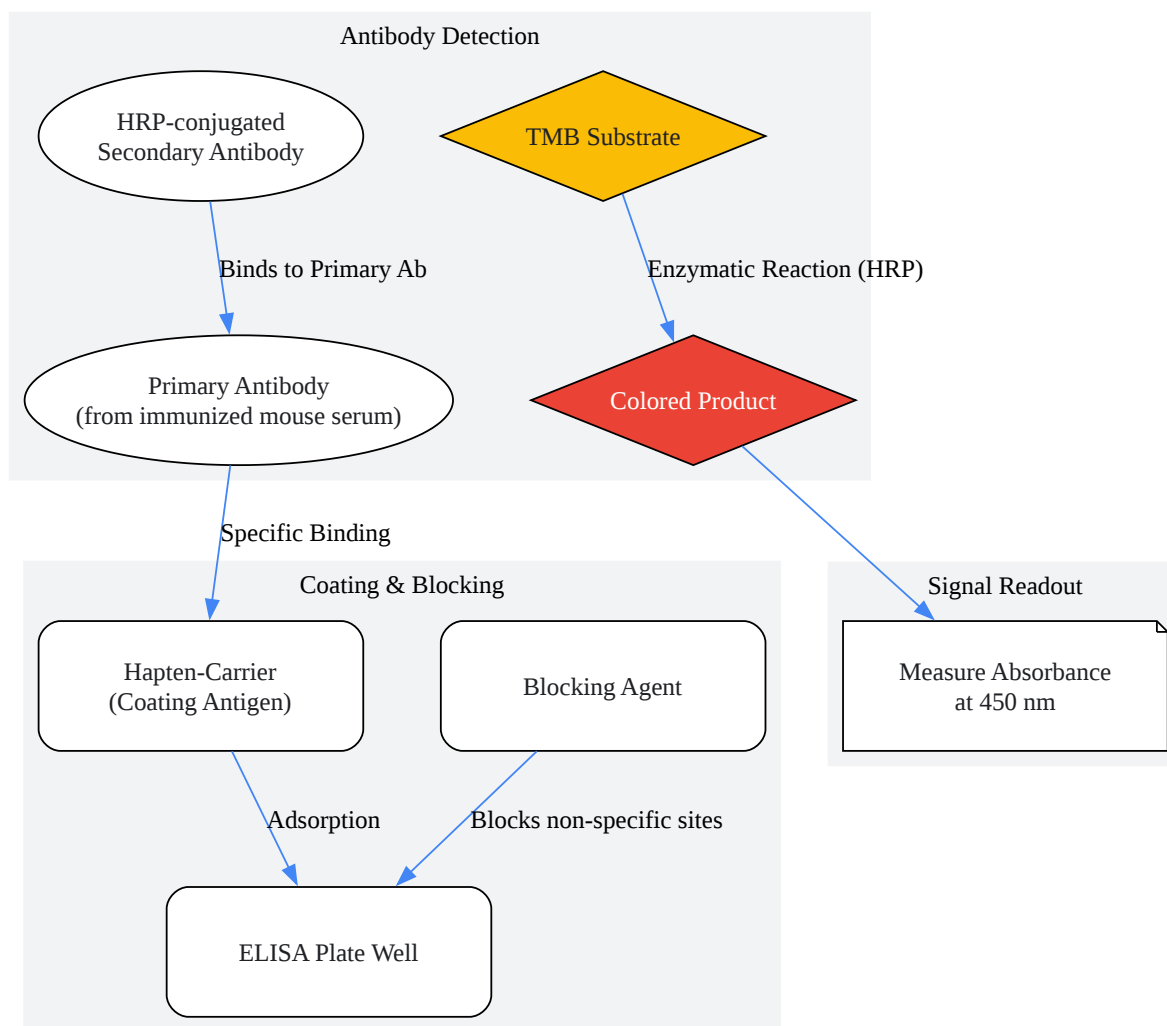 Antibody Detection
HRP-conjugated
Secondary Antibody
TMB Substrate
Binds to Primary Ab
Enzymatic Reaction (HRP)
Primary Antibody
(from immunized mouse serum)
Colored Product
Specific Binding
Coating & Blocking
Signal Readout
Hapten-Carrier
(Coating Antigen)
Blocking Agent
Measure Absorbance
at 450 nm
Adsorption
Blocks non-specific sites
ELISA Plate Well